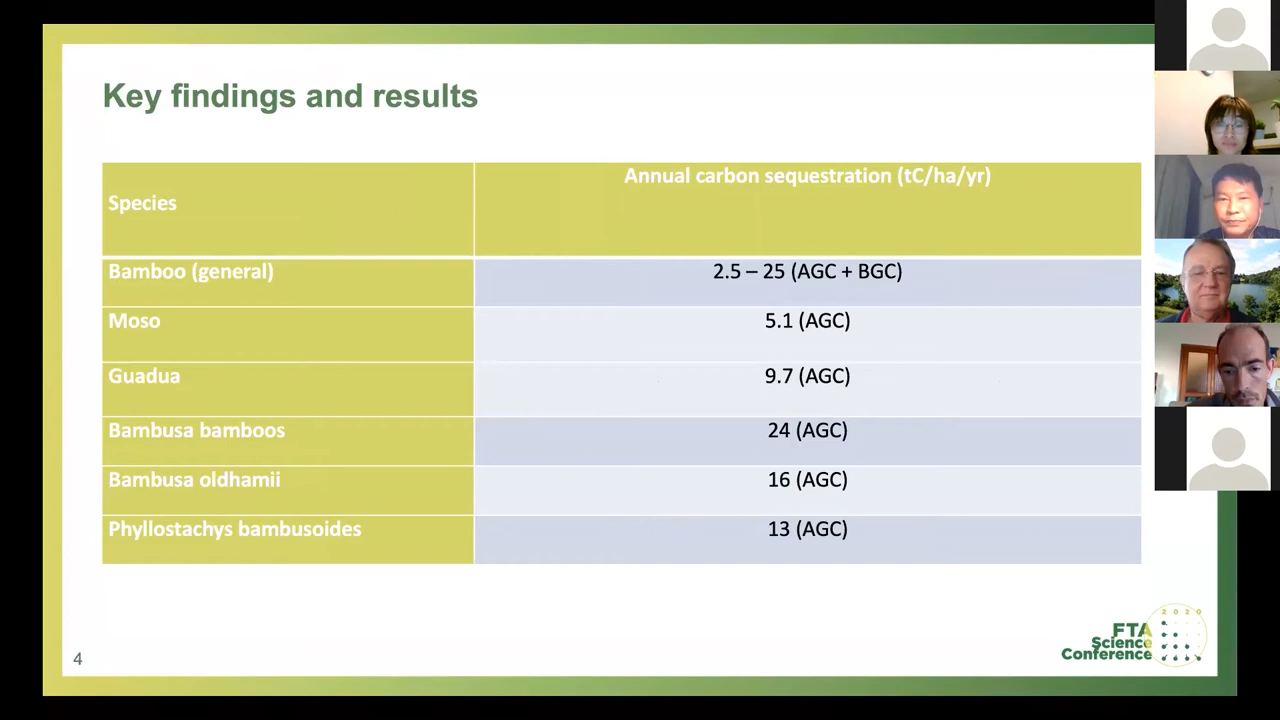 Key findings and results
Species
Annual carbon sequestration (tC/ha/yr)
Bamboo (general)
2.5 – 25 (AGC + BGC)
Moso
5.1 (AGC)
Guadua
9.7 (AGC)
Bambusa bamboos
24 (AGC)
Bambusa oldhamii
16 (AGC)
Phyllostachys bambusoides
13 (AGC)
4
2020
FTA
Science
Conference